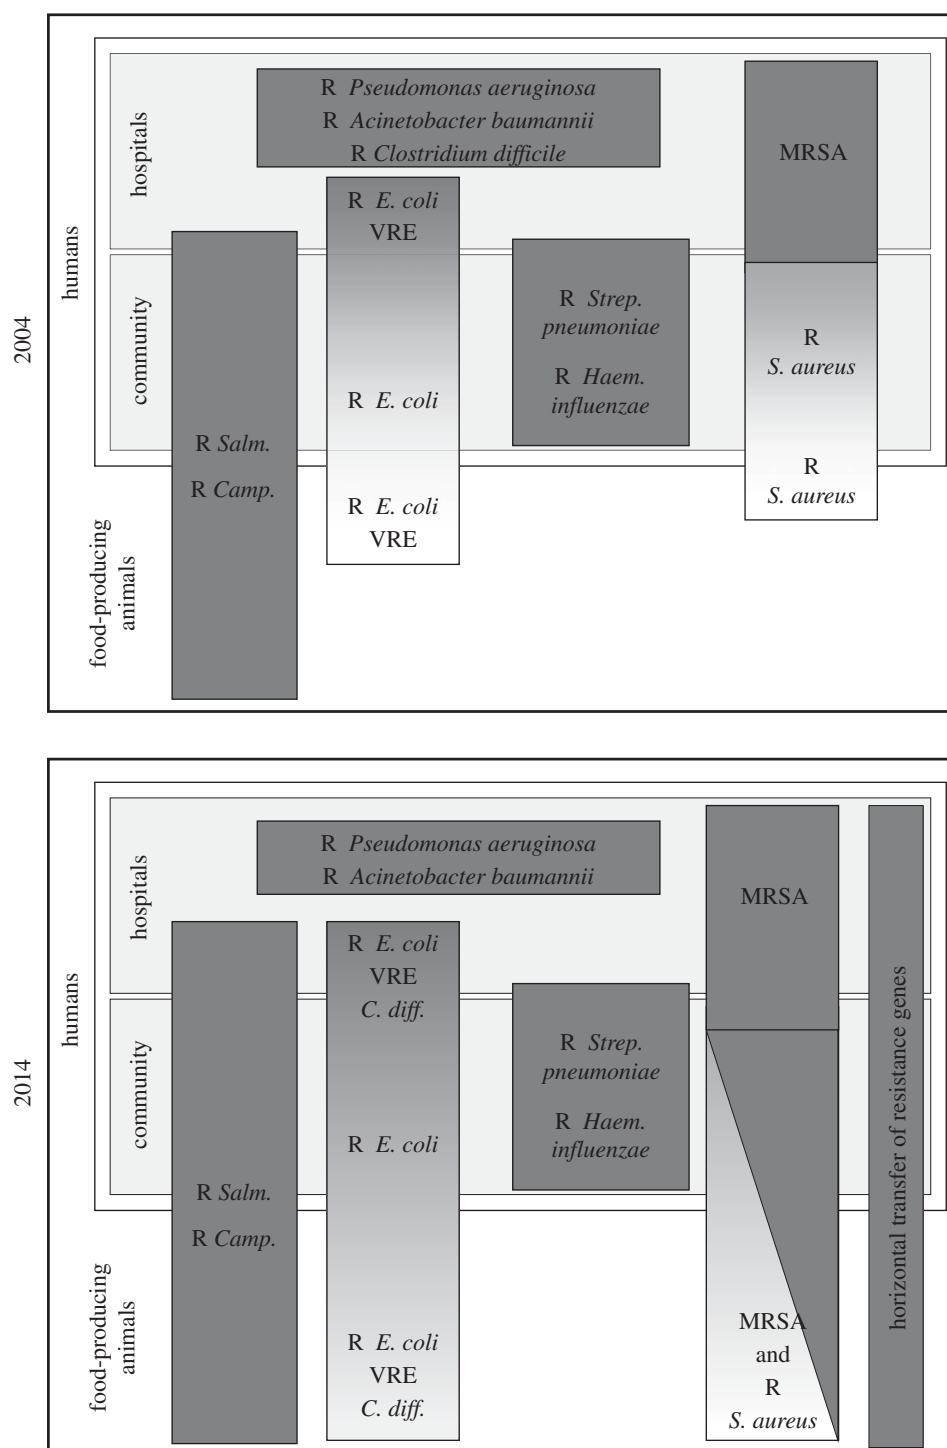 2004
humans
hospitals
R Pseudomonas aeruginosa
R Acinetobacter baumannii
R Clostridium difficile
MRSA
R E. coli
VRE
community
R Strep.
pneumoniae
R Haem.
influenzae
R
S. aureus
R E. coli
R Salm.
R Camp.
R
S. aureus
R E. coli
VRE
food-producing
animals
2014
humans
hospitals
R Pseudomonas aeruginosa
R Acinetobacter baumannii
MRSA
R E. coli
VRE
C. diff.
horizontal transfer of resistance genes
community
R Strep.
pneumoniae
R Haem.
influenzae
R E. coli
R Salm.
R Camp.
food-producing
animals
R E. coli
VRE
C. diff.
MRSA
and
R
S. aureus